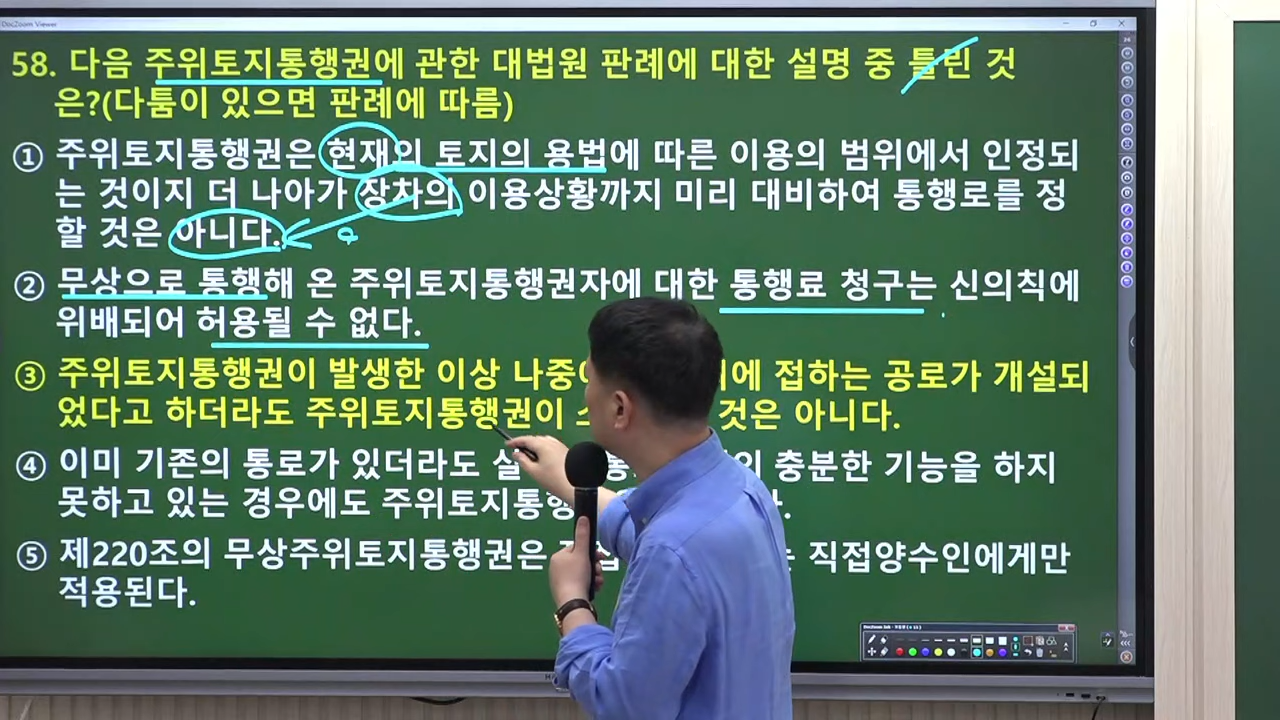 DocZoom Viewer
58. 다음 주위토지통행권에 관한 대법원 판례에 대한 설명 중 틀린 것
은?(다툼이 있으면 판례에 따름)
① 주위토지통행권은 현재의 토지의 용법에 따른 이용의 범위에서 인정되
는 것이지 더 나아가 장차의 이용상황까지 미리 대비하여 통행로를 정
할 것은 아니다.
② 무상으로 통행해 온 주위토지통행권자에 대한 통행료 청구는 신의칙에
위배되어 허용될 수 없다.
③ 주위토지통행권이 발생한 이상 접하는 공로가 개설되
었다고 하더라도 주위토지통행권이 것은 아니다.
④ 이미 기존의 통로가 있더라도 충분한 기능을 하지
못하고 있는 경우에도
⑤ 제220조의 무상주위토지통행권은 직접양수인에게만
적용된다.